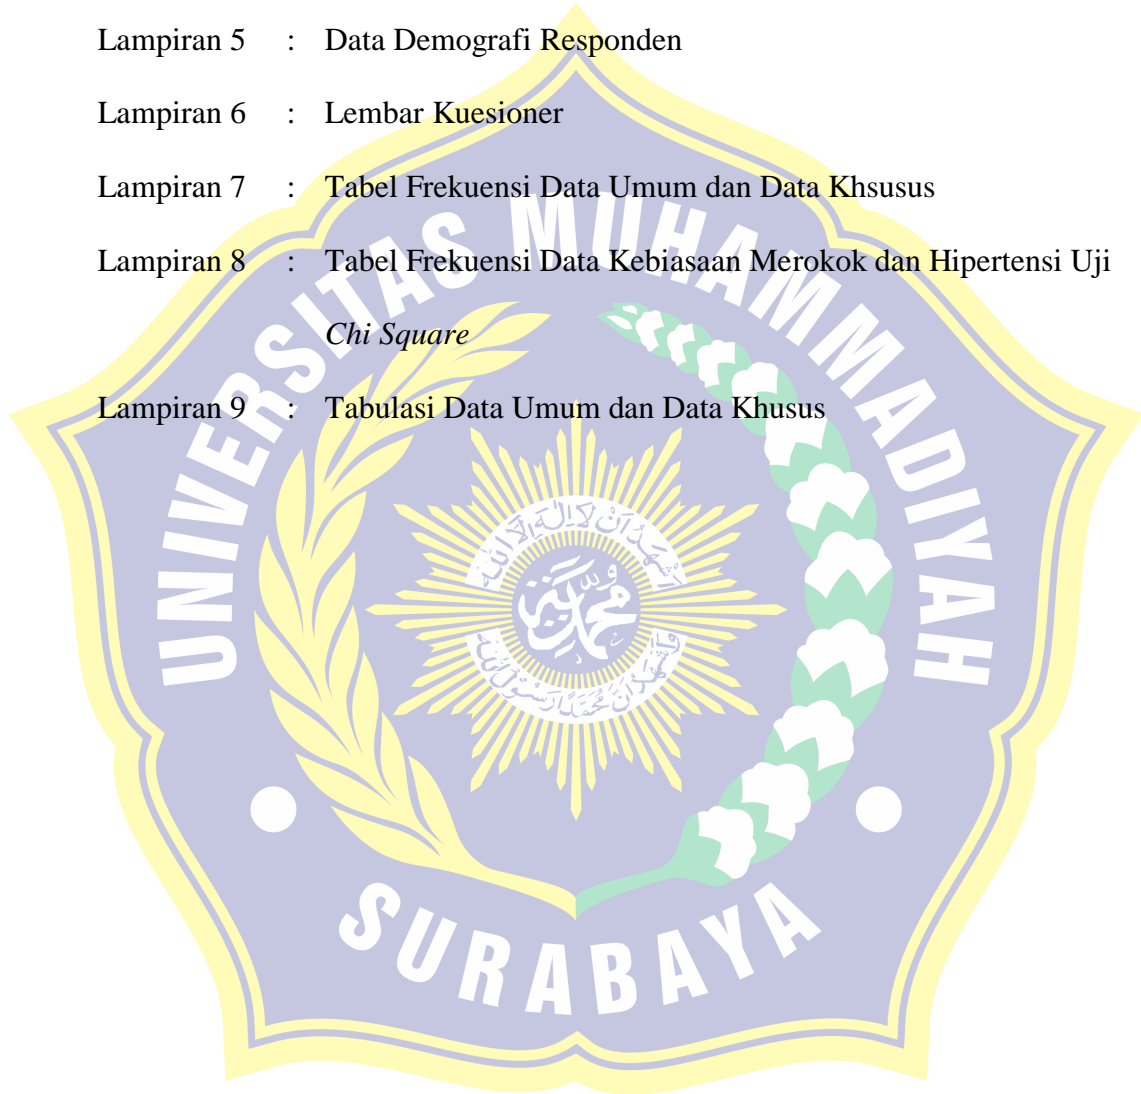 Lampiran 5 : Data Demografi Responden
Lampiran 6 : Lembar Kuesioner
Lampiran 7 : Tabel Frekuensi Data Umum dan Data Khsusus
Lampiran 8 : Tabel Frekuensi Data Kebiasaan Merokok dan Hipertensi Uji
Chi Square
Lampiran 9 : Tabulasi Data Umum dan Data Khusus
UNIVERSITAS MUHAMMADIYAH
SURABAYA